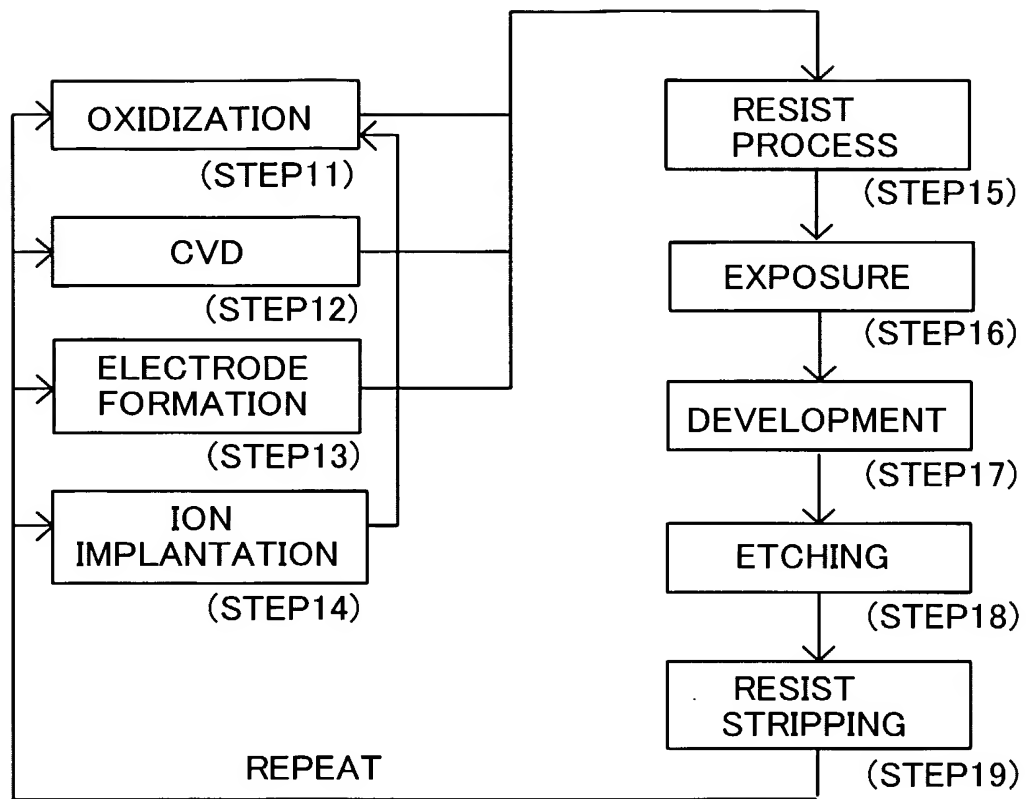 OXIDIZATION
(STEP11)
CVD
(STEP12)
ELECTRODE
FORMATION
(STEP13)
ION
IMPLANTATION
(STEP14)
REPEAT
RESIST
PROCESS
(STEP15)
EXPOSURE
(STEP16)
DEVELOPMENT
(STEP17)
ETCHING
(STEP18)
RESIST
STRIPPING
(STEP19)